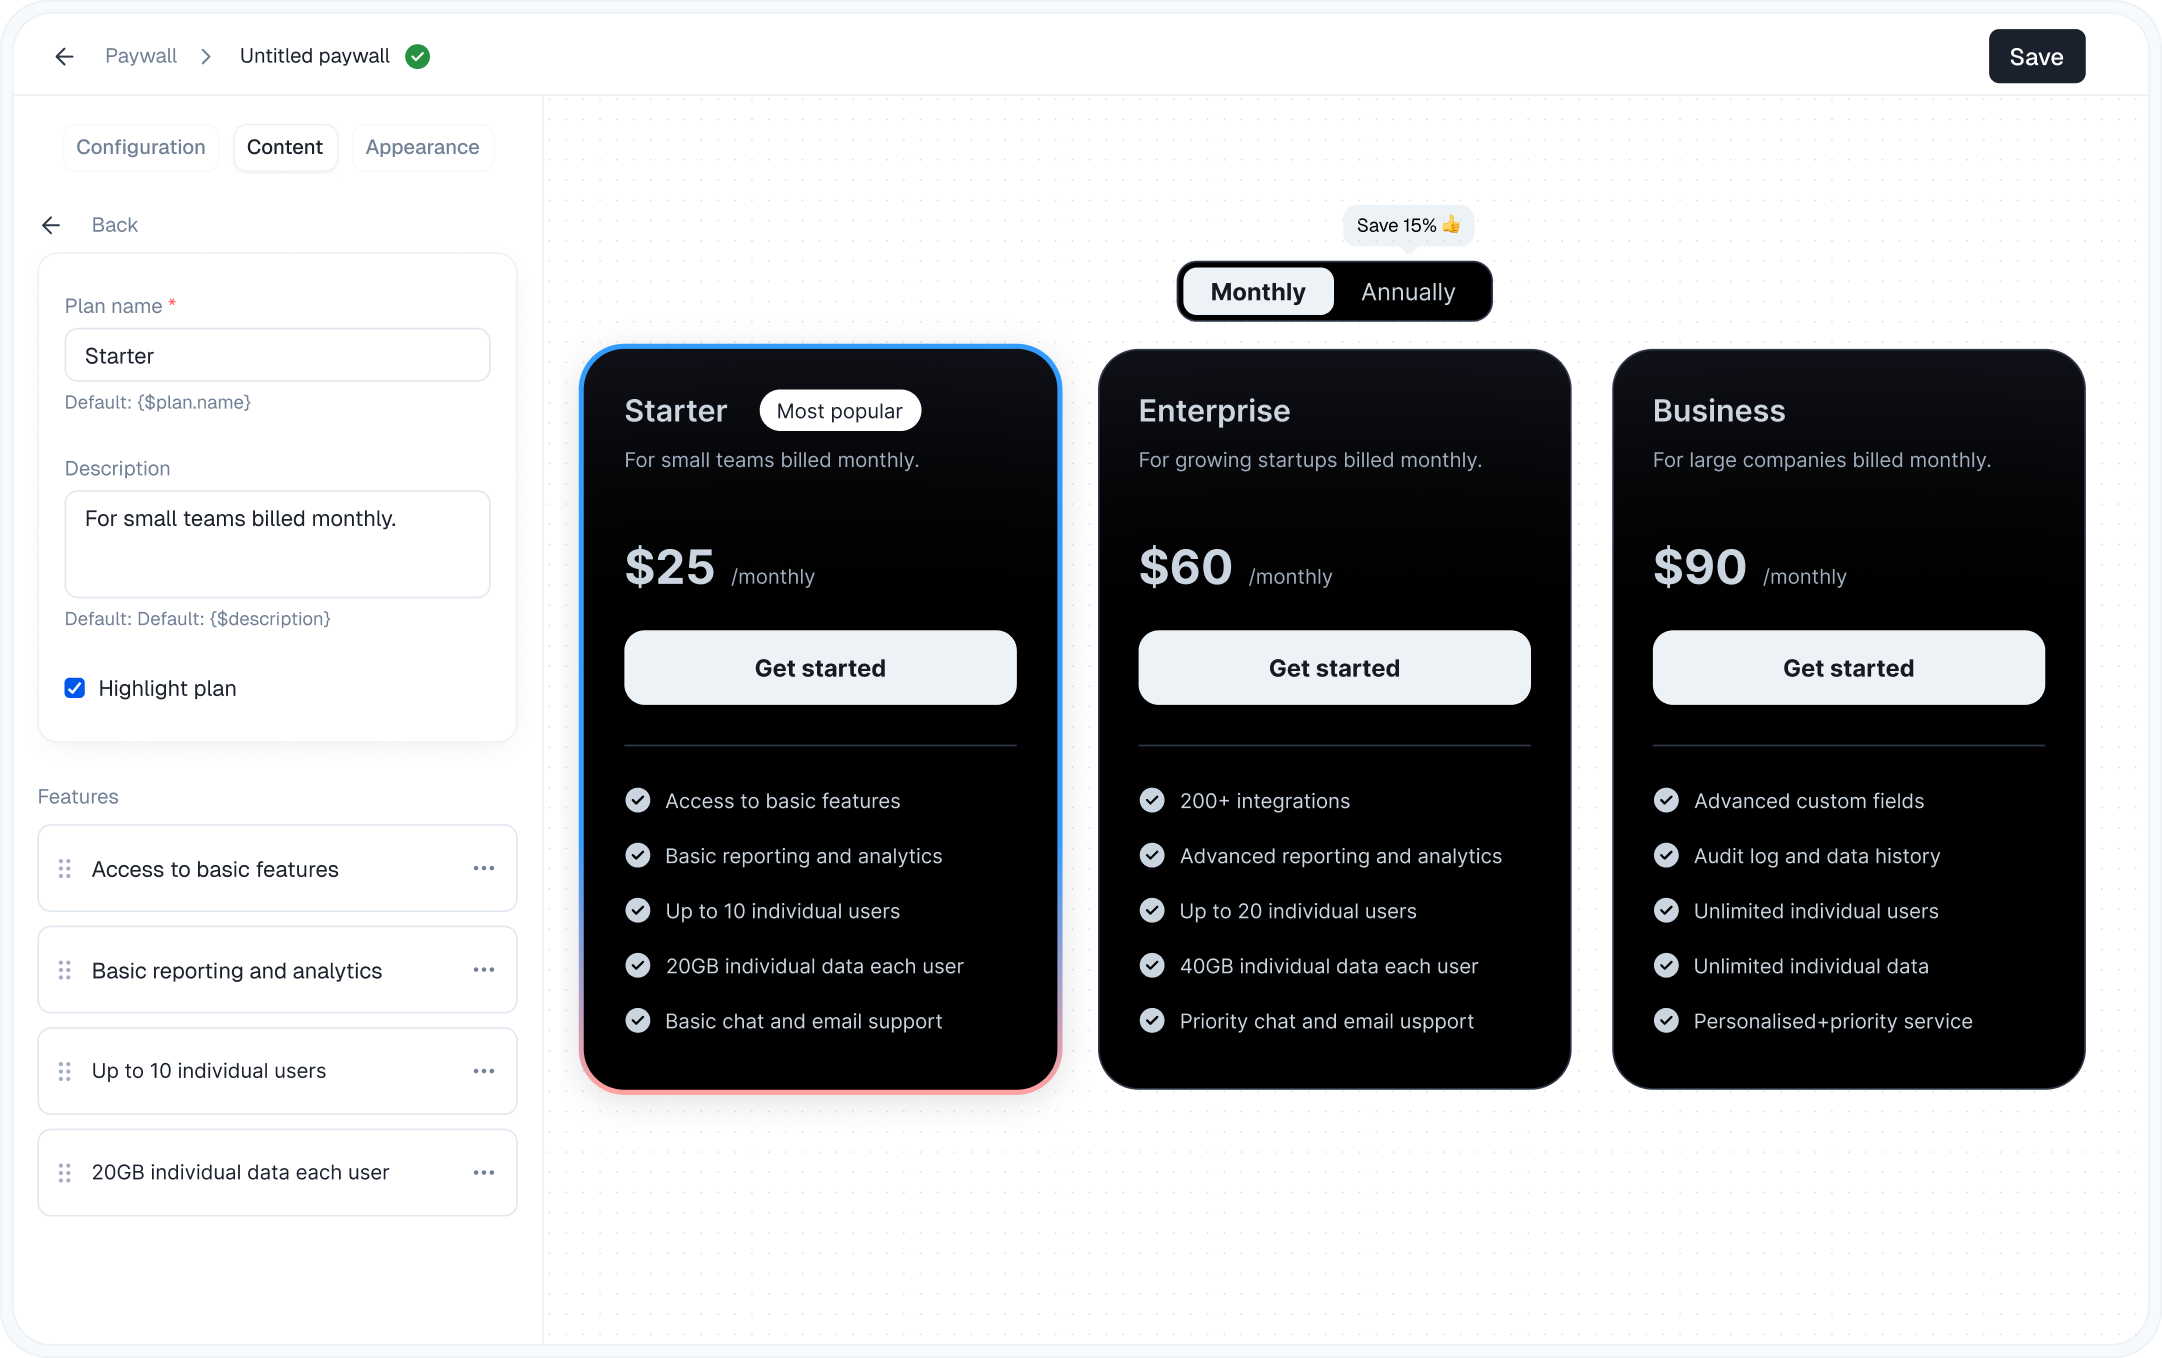 Paywall
Untitled paywall
Save
Configuration
Content
Appearance
Back
Plan name *
Starter
Default: {$plan.name}
Description
For small teams billed monthly.
Default: Default: {$description}
Highlight plan
Features
Access to basic features
Basic reporting and analytics
Up to 10 individual users
20GB individual data each user
Save 15% 👍
Monthly
Annually
Starter
Most popular
For small teams billed monthly.
$25 /monthly
Get started
Access to basic features
Basic reporting and analytics
Up to 10 individual users
20GB individual data each user
Basic chat and email support
Enterprise
For growing startups billed monthly.
$60 /monthly
Get started
200+ integrations
Advanced reporting and analytics
Up to 20 individual users
40GB individual data each user
Priority chat and email uspport
Business
For large companies billed monthly.
$90 /monthly
Get started
Advanced custom fields
Audit log and data history
Unlimited individual users
Unlimited individual data
Personalised+priority service